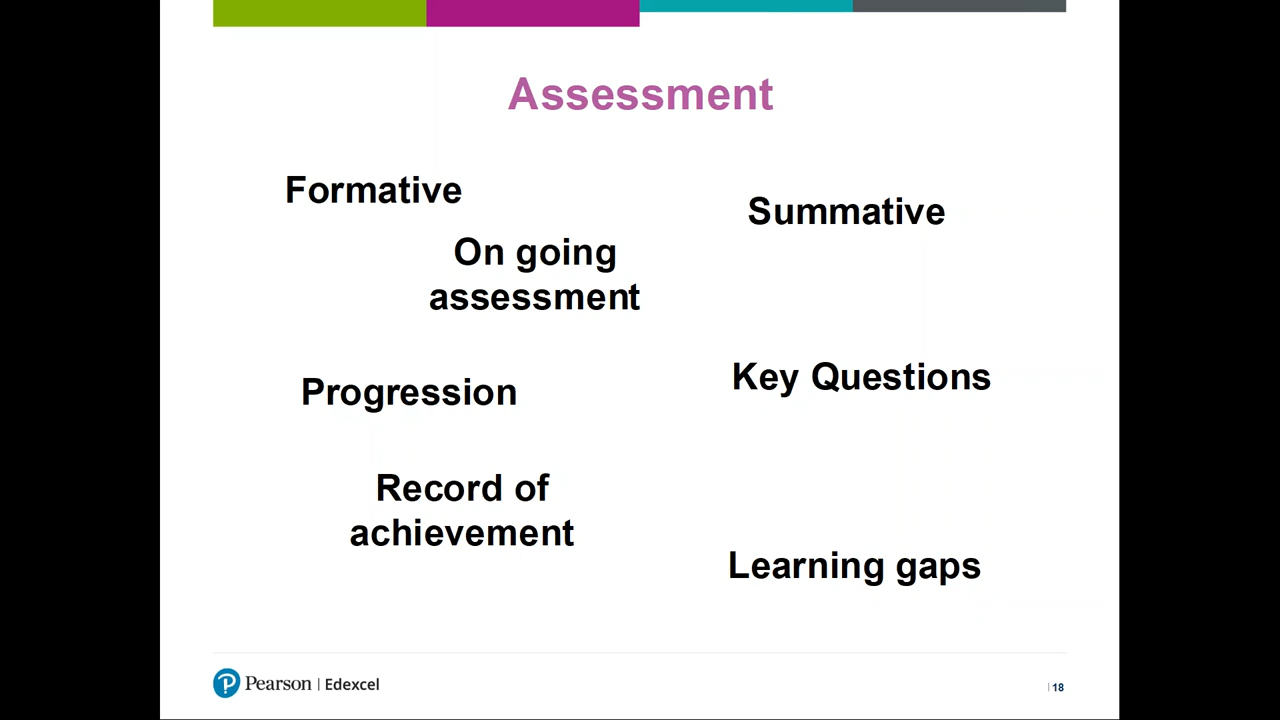 Assessment
Formative
Summative
On going
assessment
Key Questions
Progression
Record of
achievement
Learning gaps
Pearson | Edexcel
| 18